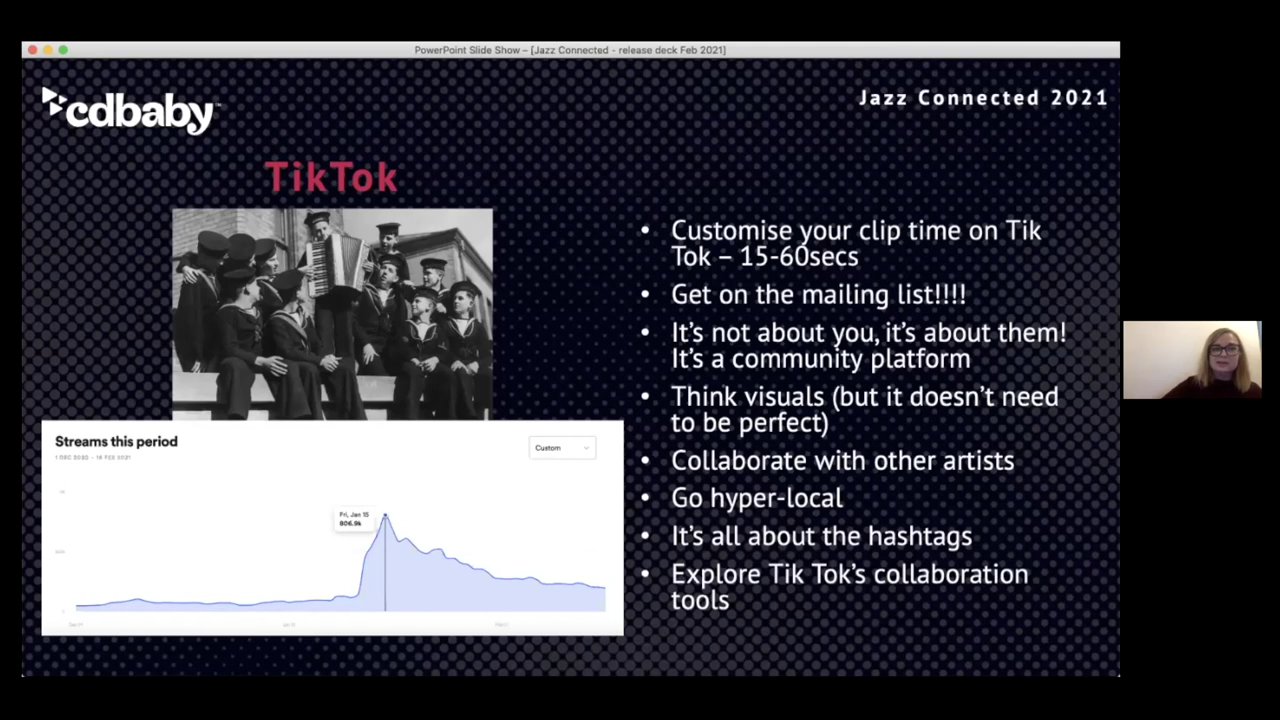 PowerPoint Slide Show – [Jazz Connected - release deck Feb 2021]
cdbaby
Jazz Connected 2021
TikTok
• Customise your clip time on Tik
Tok – 15-60secs
• Get on the mailing list!!!!
• It’s not about you, it’s about them!
It’s a community platform
• Think visuals (but it doesn’t need
to be perfect)
• Collaborate with other artists
• Go hyper-local
• It’s all about the hashtags
• Explore Tik Tok’s collaboration
tools
Streams this period
Custom
Fri, Jan 15
806.9k